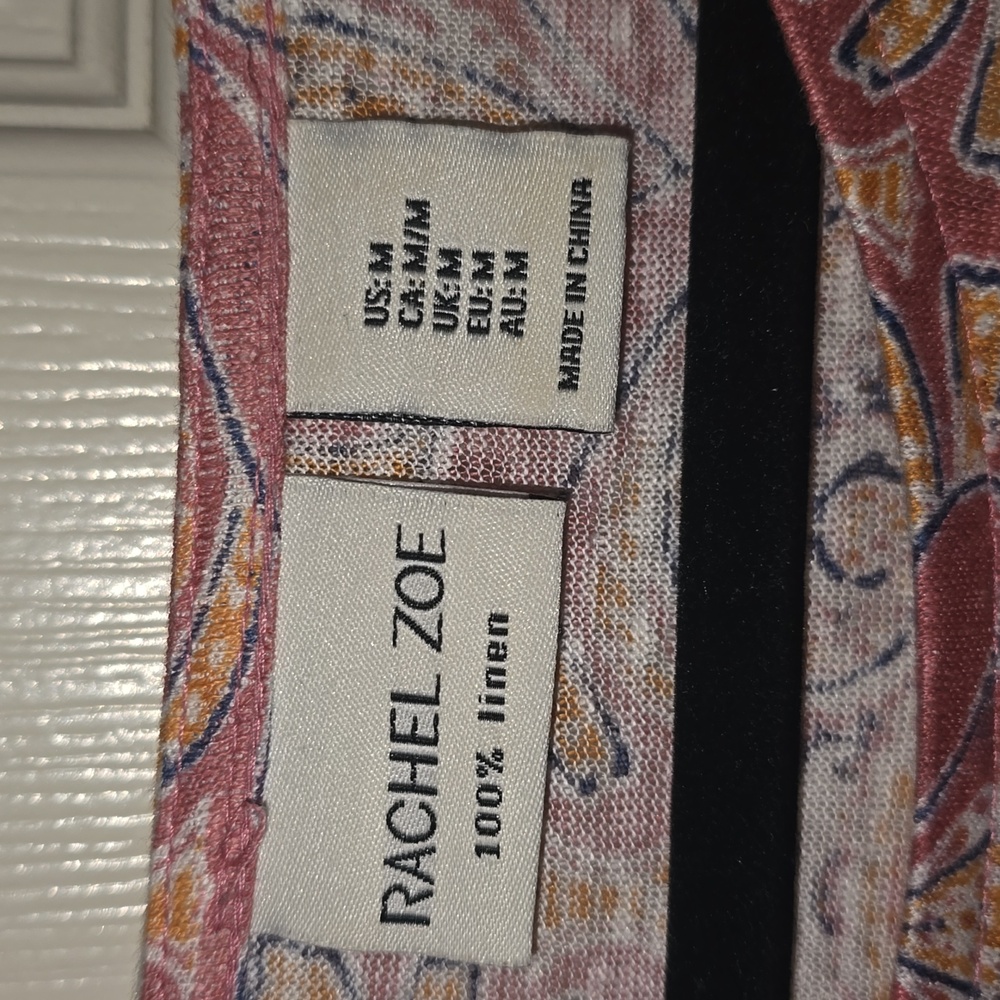 RACHEL ZOE
100% linen
US: M
CA: M/M
UK: M
EU: M
AU: M
MADE IN CHINA